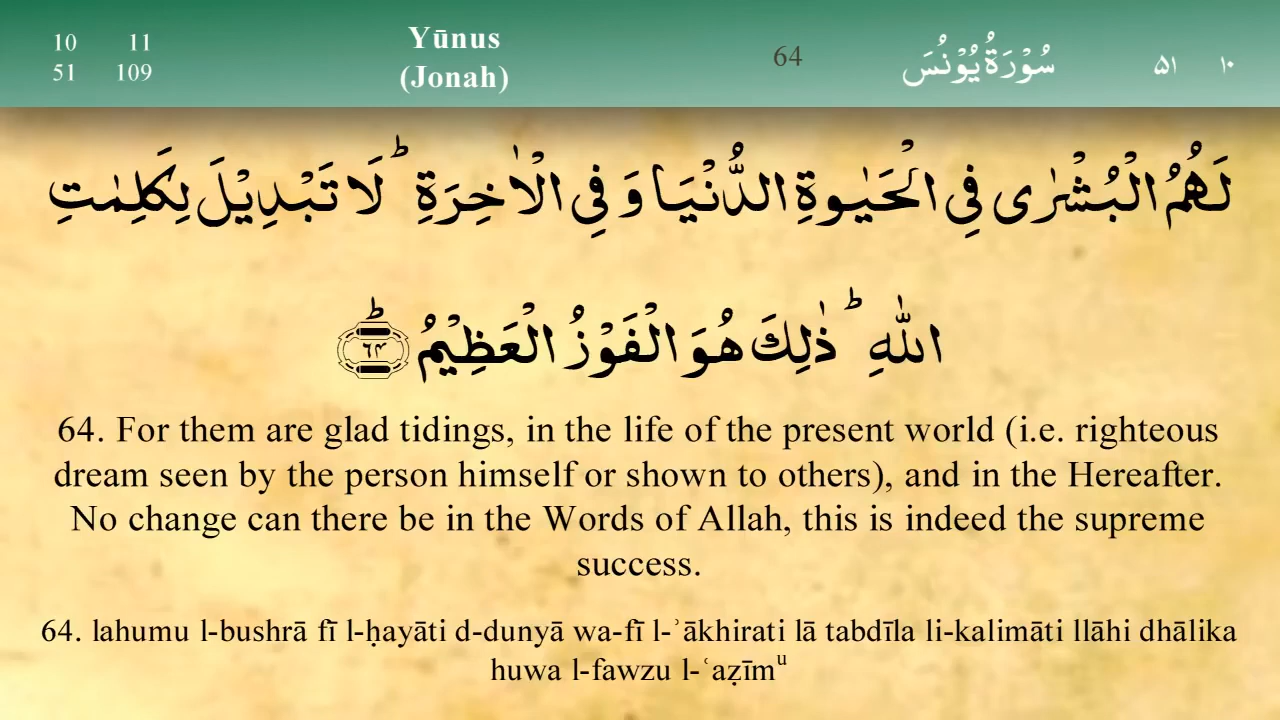 10 11
51 109
Yūnus
(Jonah)
64
سُوْرَةُ يُوْنُسَ
۵۱ ۱۰
لَهُمُ الْبُشْرٰى فِى الْحَيٰوةِ الدُّنْيَا وَ فِى الْاٰخِرَةِ ؕ لَا تَبْدِيْلَ لِكَلِمٰتِ
اللّٰهِ ؕ ذٰلِكَ هُوَ الْفَوْزُ الْعَظِيْمُ ؕ ۶۴
64. For them are glad tidings, in the life of the present world (i.e. righteous
dream seen by the person himself or shown to others), and in the Hereafter.
No change can there be in the Words of Allah, this is indeed the supreme
success.
64. lahumu l-bushrā fī l-ḥayāti d-dunyā wa-fī l-ʾākhirati lā tabdīla li-kalimāti llāhi dhālika
huwa l-fawzu l-ʿaẓīmᵘ